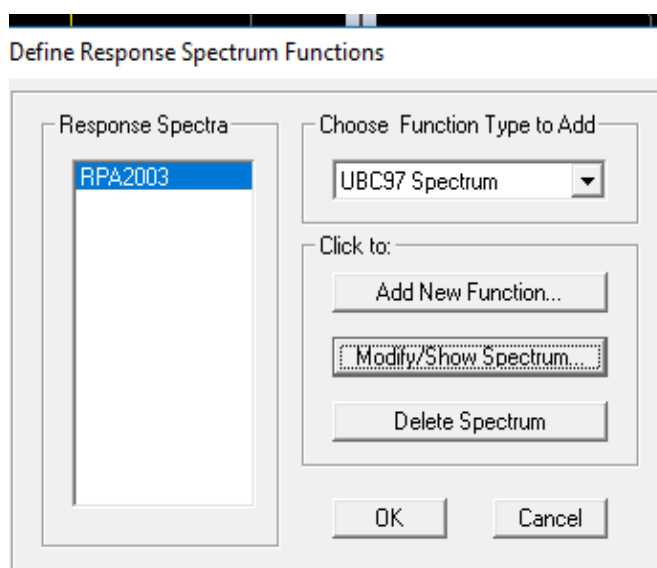 Define Response Spectrum Functions
Response Spectra
RPA2003
Choose Function Type to Add
UBC97 Spectrum
Click to:
Add New Function...
Modify/Show Spectrum...
Delete Spectrum
OK
Cancel